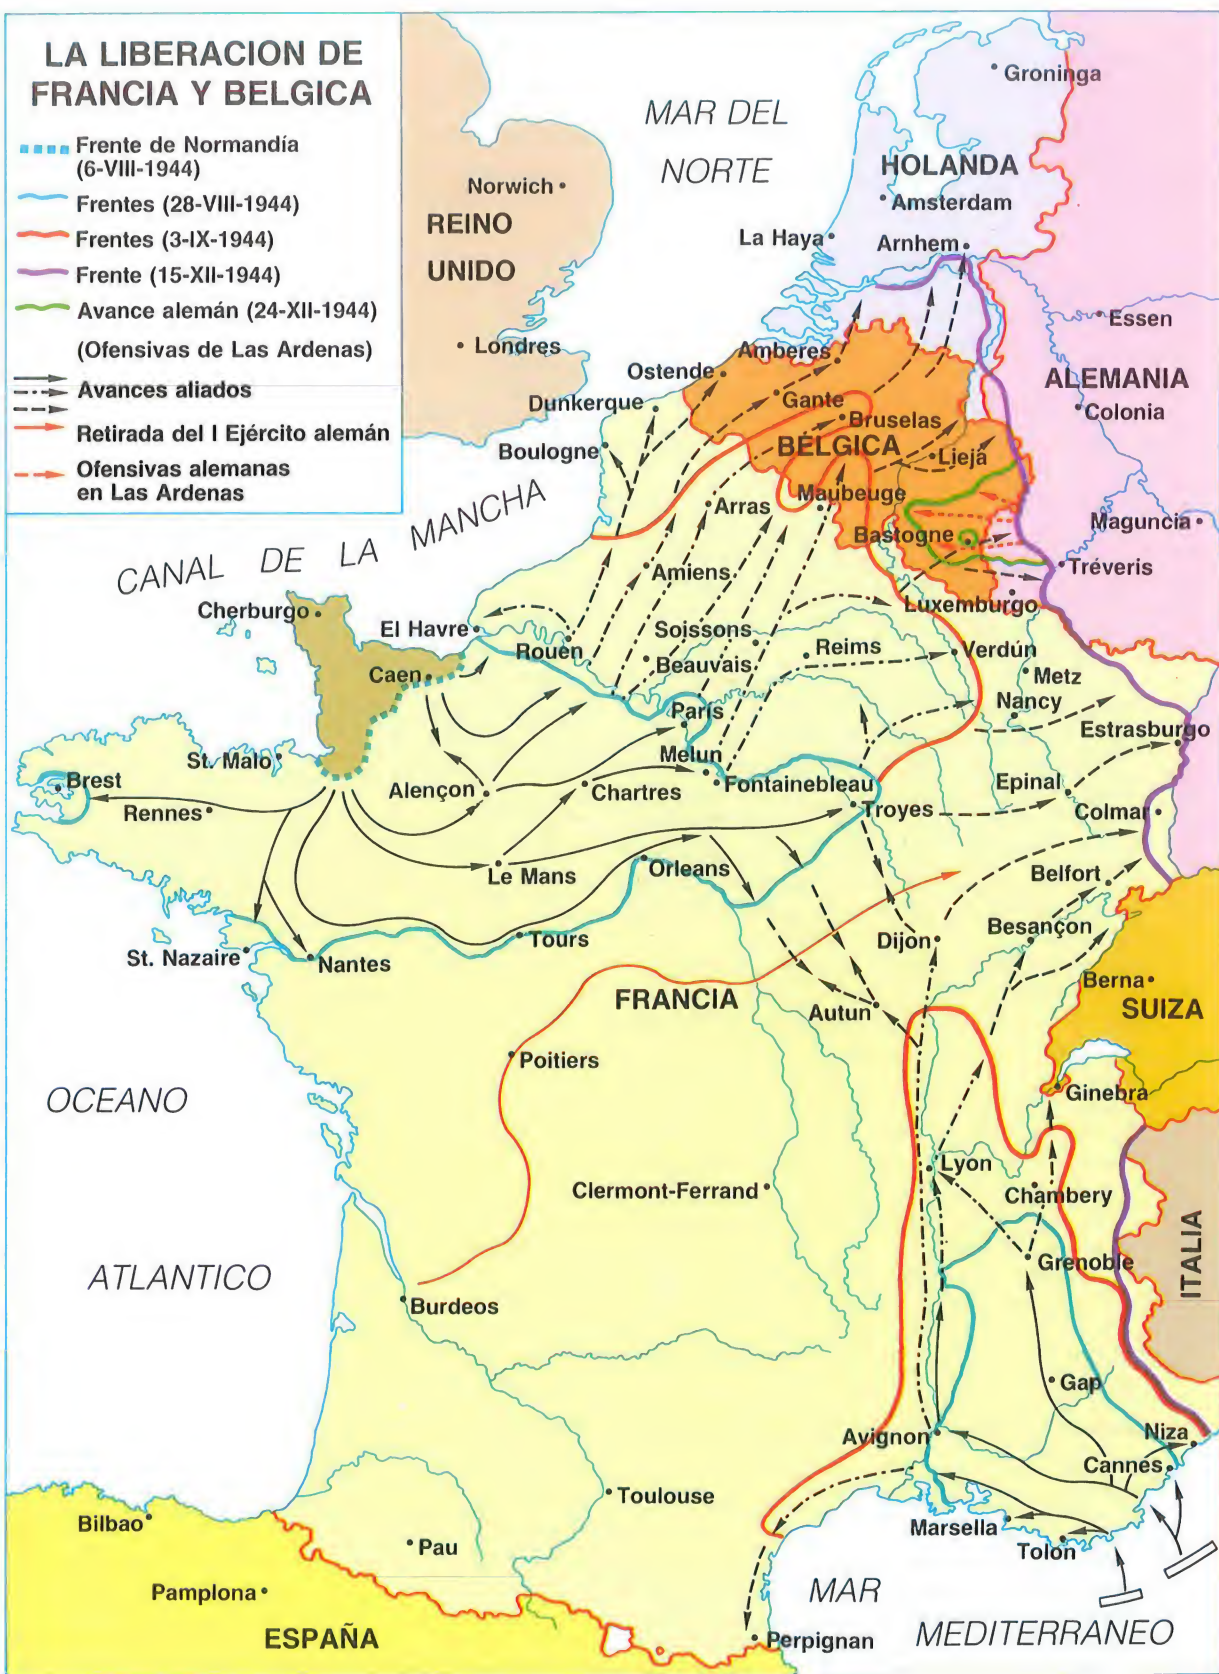 LA LIBERACION DE
FRANCIA Y BELGICA
Frente de Normandía
(6-VIII-1944)
Frentes (28-VIII-1944)
Frentes (3-IX-1944)
Frente (15-XII-1944)
Avance alemán (24-XII-1944)
(Ofensivas de Las Ardenas)
Avances aliados
Retirada del I Ejército alemán
Ofensivas alemanas
en Las Ardenas
MAR DEL
NORTE
Groninga
HOLANDA
Amsterdam
La Haya
Arnhem
Norwich
REINO
UNIDO
Londres
Essen
ALEMANIA
Colonia
Maguncia
Tréveris
Amberes
Ostende
Gante
Dunkerque
Bruselas
BELGICA
Lieja
Boulogne
Maubeuge
Arras
Bastogne
Luxemburgo
CANAL DE LA MANCHA
Amiens
Cherburgo
El Havre
Rouen
Soissons
Beauvais
Reims
Verdún
Metz
Nancy
Caen
París
Estrasburgo
St. Malo
Melun
Brest
Rennes
Alençon
Chartres
Fontainebleau
Troyes
Epinal
Colmar
Le Mans
Orleans
Belfort
St. Nazaire
Nantes
Tours
Dijon
Besançon
Berna
SUIZA
FRANCIA
Autun
Poitiers
Ginebra
OCEANO
ATLANTICO
Lyon
Clermont-Ferrand
Chambery
Grenoble
ITALIA
Burdeos
Gap
Avignon
Niza
Cannes
Toulouse
Marsella
Tolón
Bilbao
Pau
Pamplona
ESPAÑA
MAR
MEDITERRANEO
Perpignan